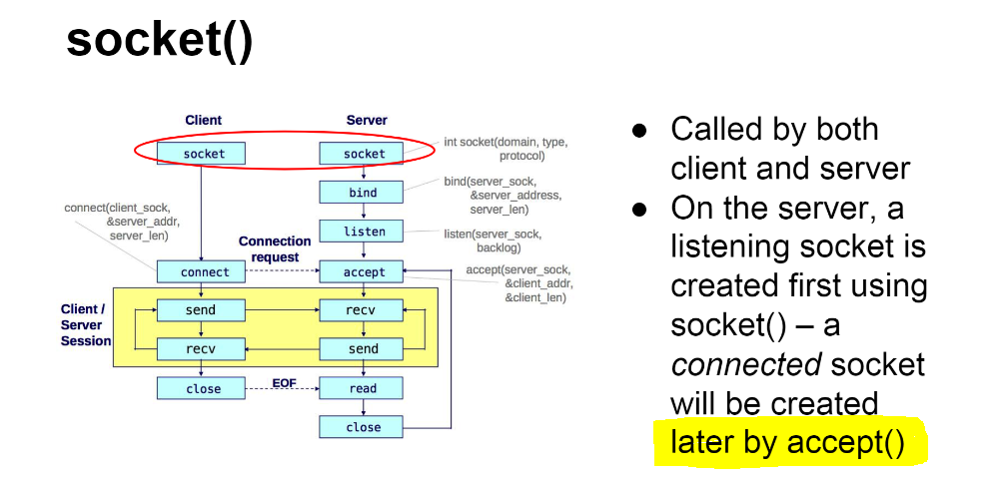 socket()
Client
Server
socket
socket
int socket(domain, type,
protocol)
bind
bind(server_sock,
&server_address,
server_len)
connect(client_sock,
&server_addr,
server_len)
listen
listen(server_sock,
backlog)
Connection
request
connect
accept
accept(server_sock,
&client_addr,
&client_len)
Client /
Server
Session
send
recv
recv
send
close
EOF
read
close
● Called by both
client and server
● On the server, a
listening socket is
created first using
socket() – a
connected socket
will be created
later by accept()